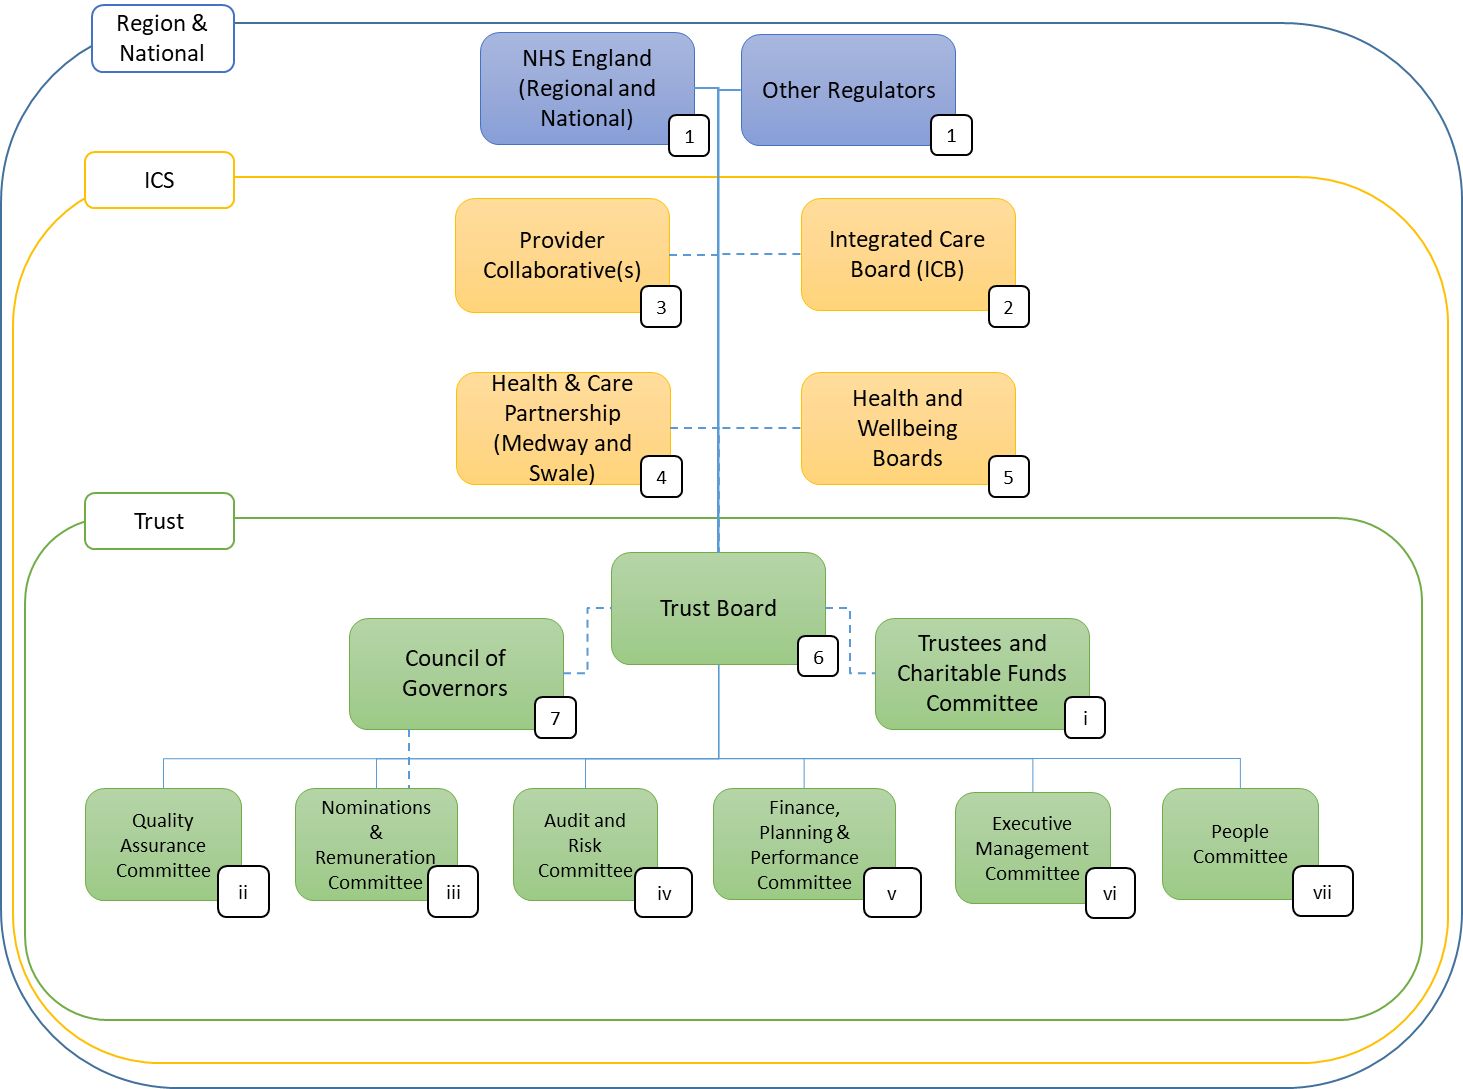 Region &
National
NHS England
(Regional and
National)
1
Other Regulators
1
ICS
Provider
Collaborative(s)
3
Integrated Care
Board (ICB)
2
Health & Care
Partnership
(Medway and
Swale)
4
Health and
Wellbeing
Boards
5
Trust
Trust Board
6
Council of
Governors
7
Trustees and
Charitable Funds
Committee
i
Quality
Assurance
Committee
ii
Nominations
&
Remuneration
Committee
iii
Audit and
Risk
Committee
iv
Finance,
Planning &
Performance
Committee
v
Executive
Management
Committee
vi
People
Committee
vii